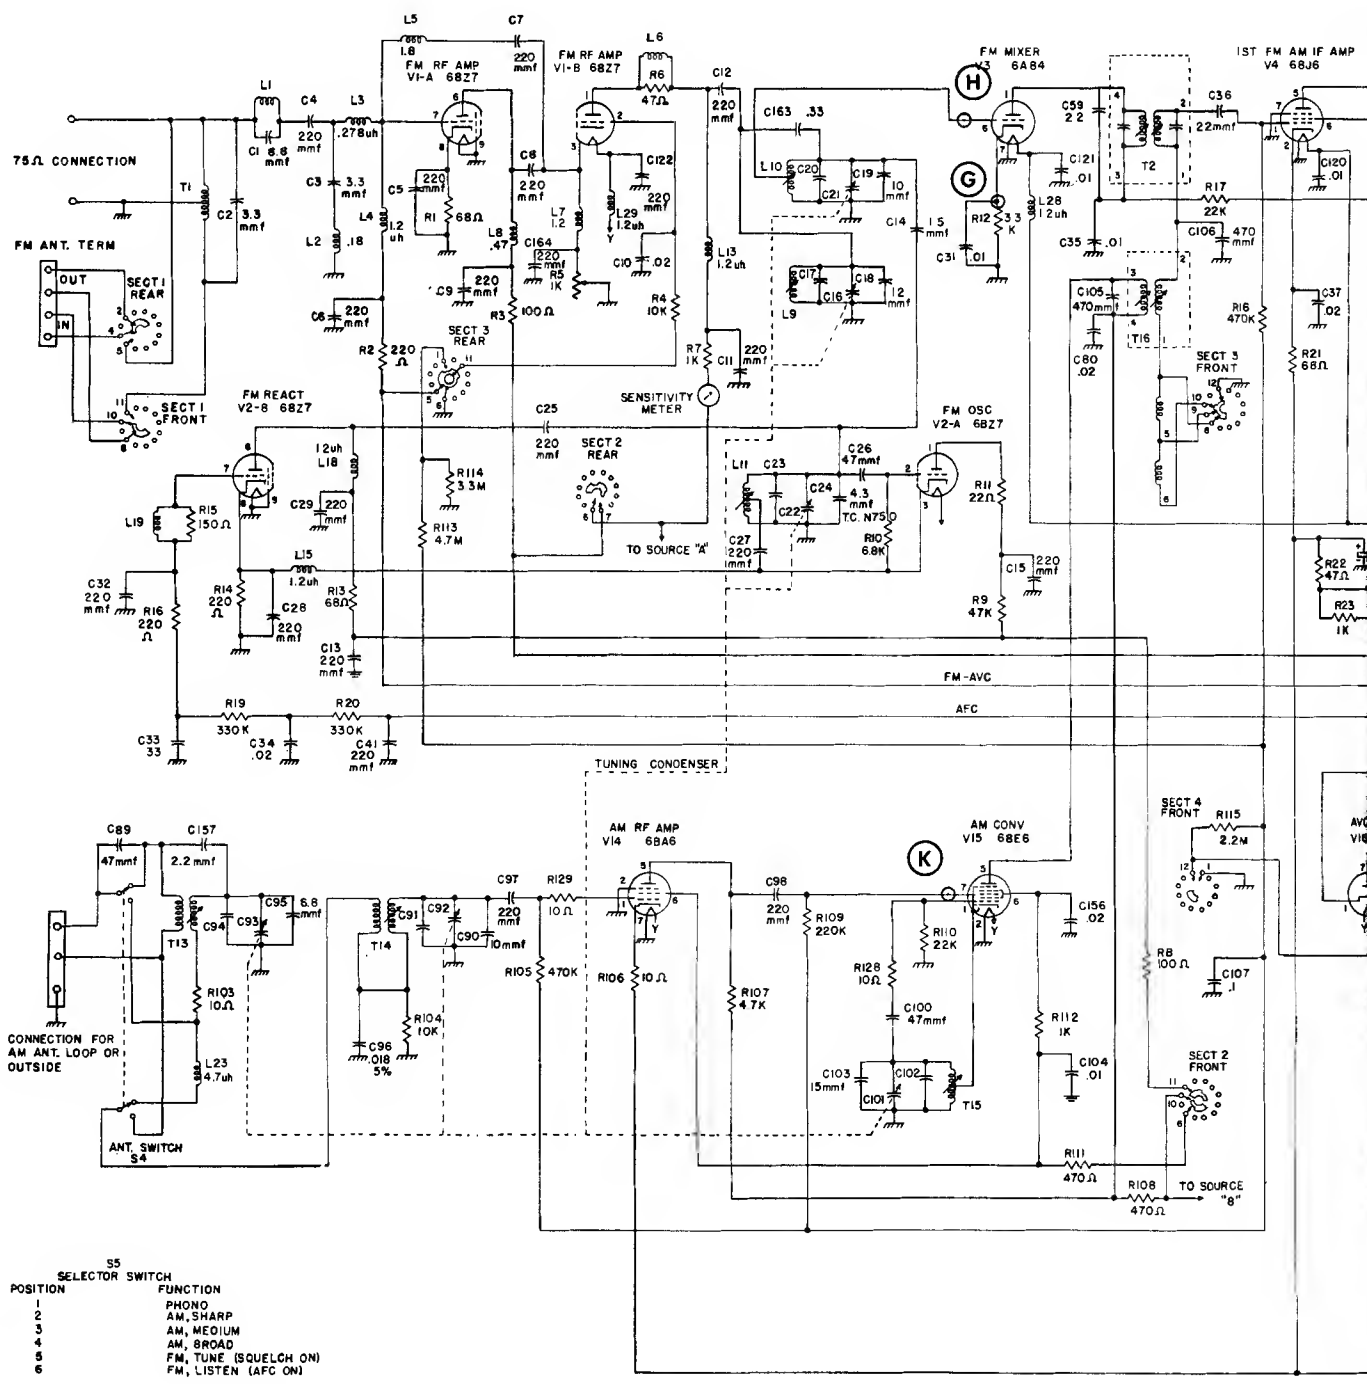 L5
1.8
C7
220
mmf
FM RF AMP
V1-A 6BZ7
FM RF AMP
V1-B 6BZ7
L6
R6
47Ω
C12
220
mmf
FM MIXER
V3 6A84
H
1ST FM AM IF AMP
V4 6BJ6
L1
C1 6.8
mmf
C4
220
mmf
L3
.278uh
C163 .33
C59
2.2
C36
22mmf
75Ω CONNECTION
T1
C2
3.3
mmf
C3
3.3
mmf
L2
.18
L4
1.2
uh
C5
220
mmf
R1
68Ω
C8
220
mmf
L8
.47
L7
1.2
L29
1.2uh
Y
C122
220
mmf
C164
220
mmf
R5
1K
C10
.02
L13
1.2uh
L10
C20
C21
C19
10
mmf
C14
1.5
mmf
G
R12
3.3
K
C31
.01
C121
.01
L28
1.2uh
T2
R17
22K
C35
.01
C106
470
mmf
C120
.01
FM ANT. TERM
OUT
IN
SECT 1
REAR
SECT 1
FRONT
C6
220
mmf
R2
220
Ω
C9
220
mmf
R3
100Ω
R4
10K
SECT 3
REAR
R7
1K
C11
220
mmf
SENSITIVITY
METER
L9
C17
C16
C18
12
mmf
C105
470mmf
C80
.02
T16
R16
470K
C37
.02
R21
68Ω
SECT 3
FRONT
FM REACT
V2-B 6BZ7
1.2uh
L18
C25
220
mmf
SECT 2
REAR
TO SOURCE "A"
FM OSC
V2-A 6BZ7
L11
C23
C22
C24
C26
47mmf
4.3
mmf
T.C. N750
R10
6.8K
R11
22Ω
C27
220
mmf
C15
220
mmf
R9
47K
L19
R15
150Ω
C29
220
mmf
R114
3.3M
R113
4.7M
C32
220
mmf
R16
220
Ω
R14
220
Ω
L15
1.2uh
C28
220
mmf
R13
68Ω
C13
220
mmf
R22
47Ω
R23
1K
FM-AVC
AFC
C33
33
R19
330K
C34
.02
R20
330K
C41
220
mmf
TUNING CONDENSER
C89
47mmf
C157
2.2mmf
T13
C94
C93
C95
6.8
mmf
T14
C91
C92
C90
10mmf
C97
220
mmf
R129
10Ω
AM RF AMP
V14 6BA6
K
AM CONV
V15 6BE6
C98
220
mmf
R109
220K
R110
22K
C156
.02
SECT 4
FRONT
R115
2.2M
CONNECTION FOR
AM ANT. LOOP OR
OUTSIDE
R103
10Ω
L23
4.7uh
C96
.018
5%
R104
10K
R105
470K
R106
10Ω
R107
4.7K
R128
10Ω
C100
47mmf
C103
15mmf
C101
C102
T15
R112
1K
C104
.01
R8
100Ω
C107
.1
SECT 2
FRONT
ANT. SWITCH
S4
R111
470Ω
R108
470Ω
TO SOURCE
"B"
S5
SELECTOR SWITCH
POSITION FUNCTION
1 PHONO
2 AM, SHARP
3 AM, MEDIUM
4 AM, BROAD
5 FM, TUNE (SQUELCH ON)
6 FM, LISTEN (AFC ON)